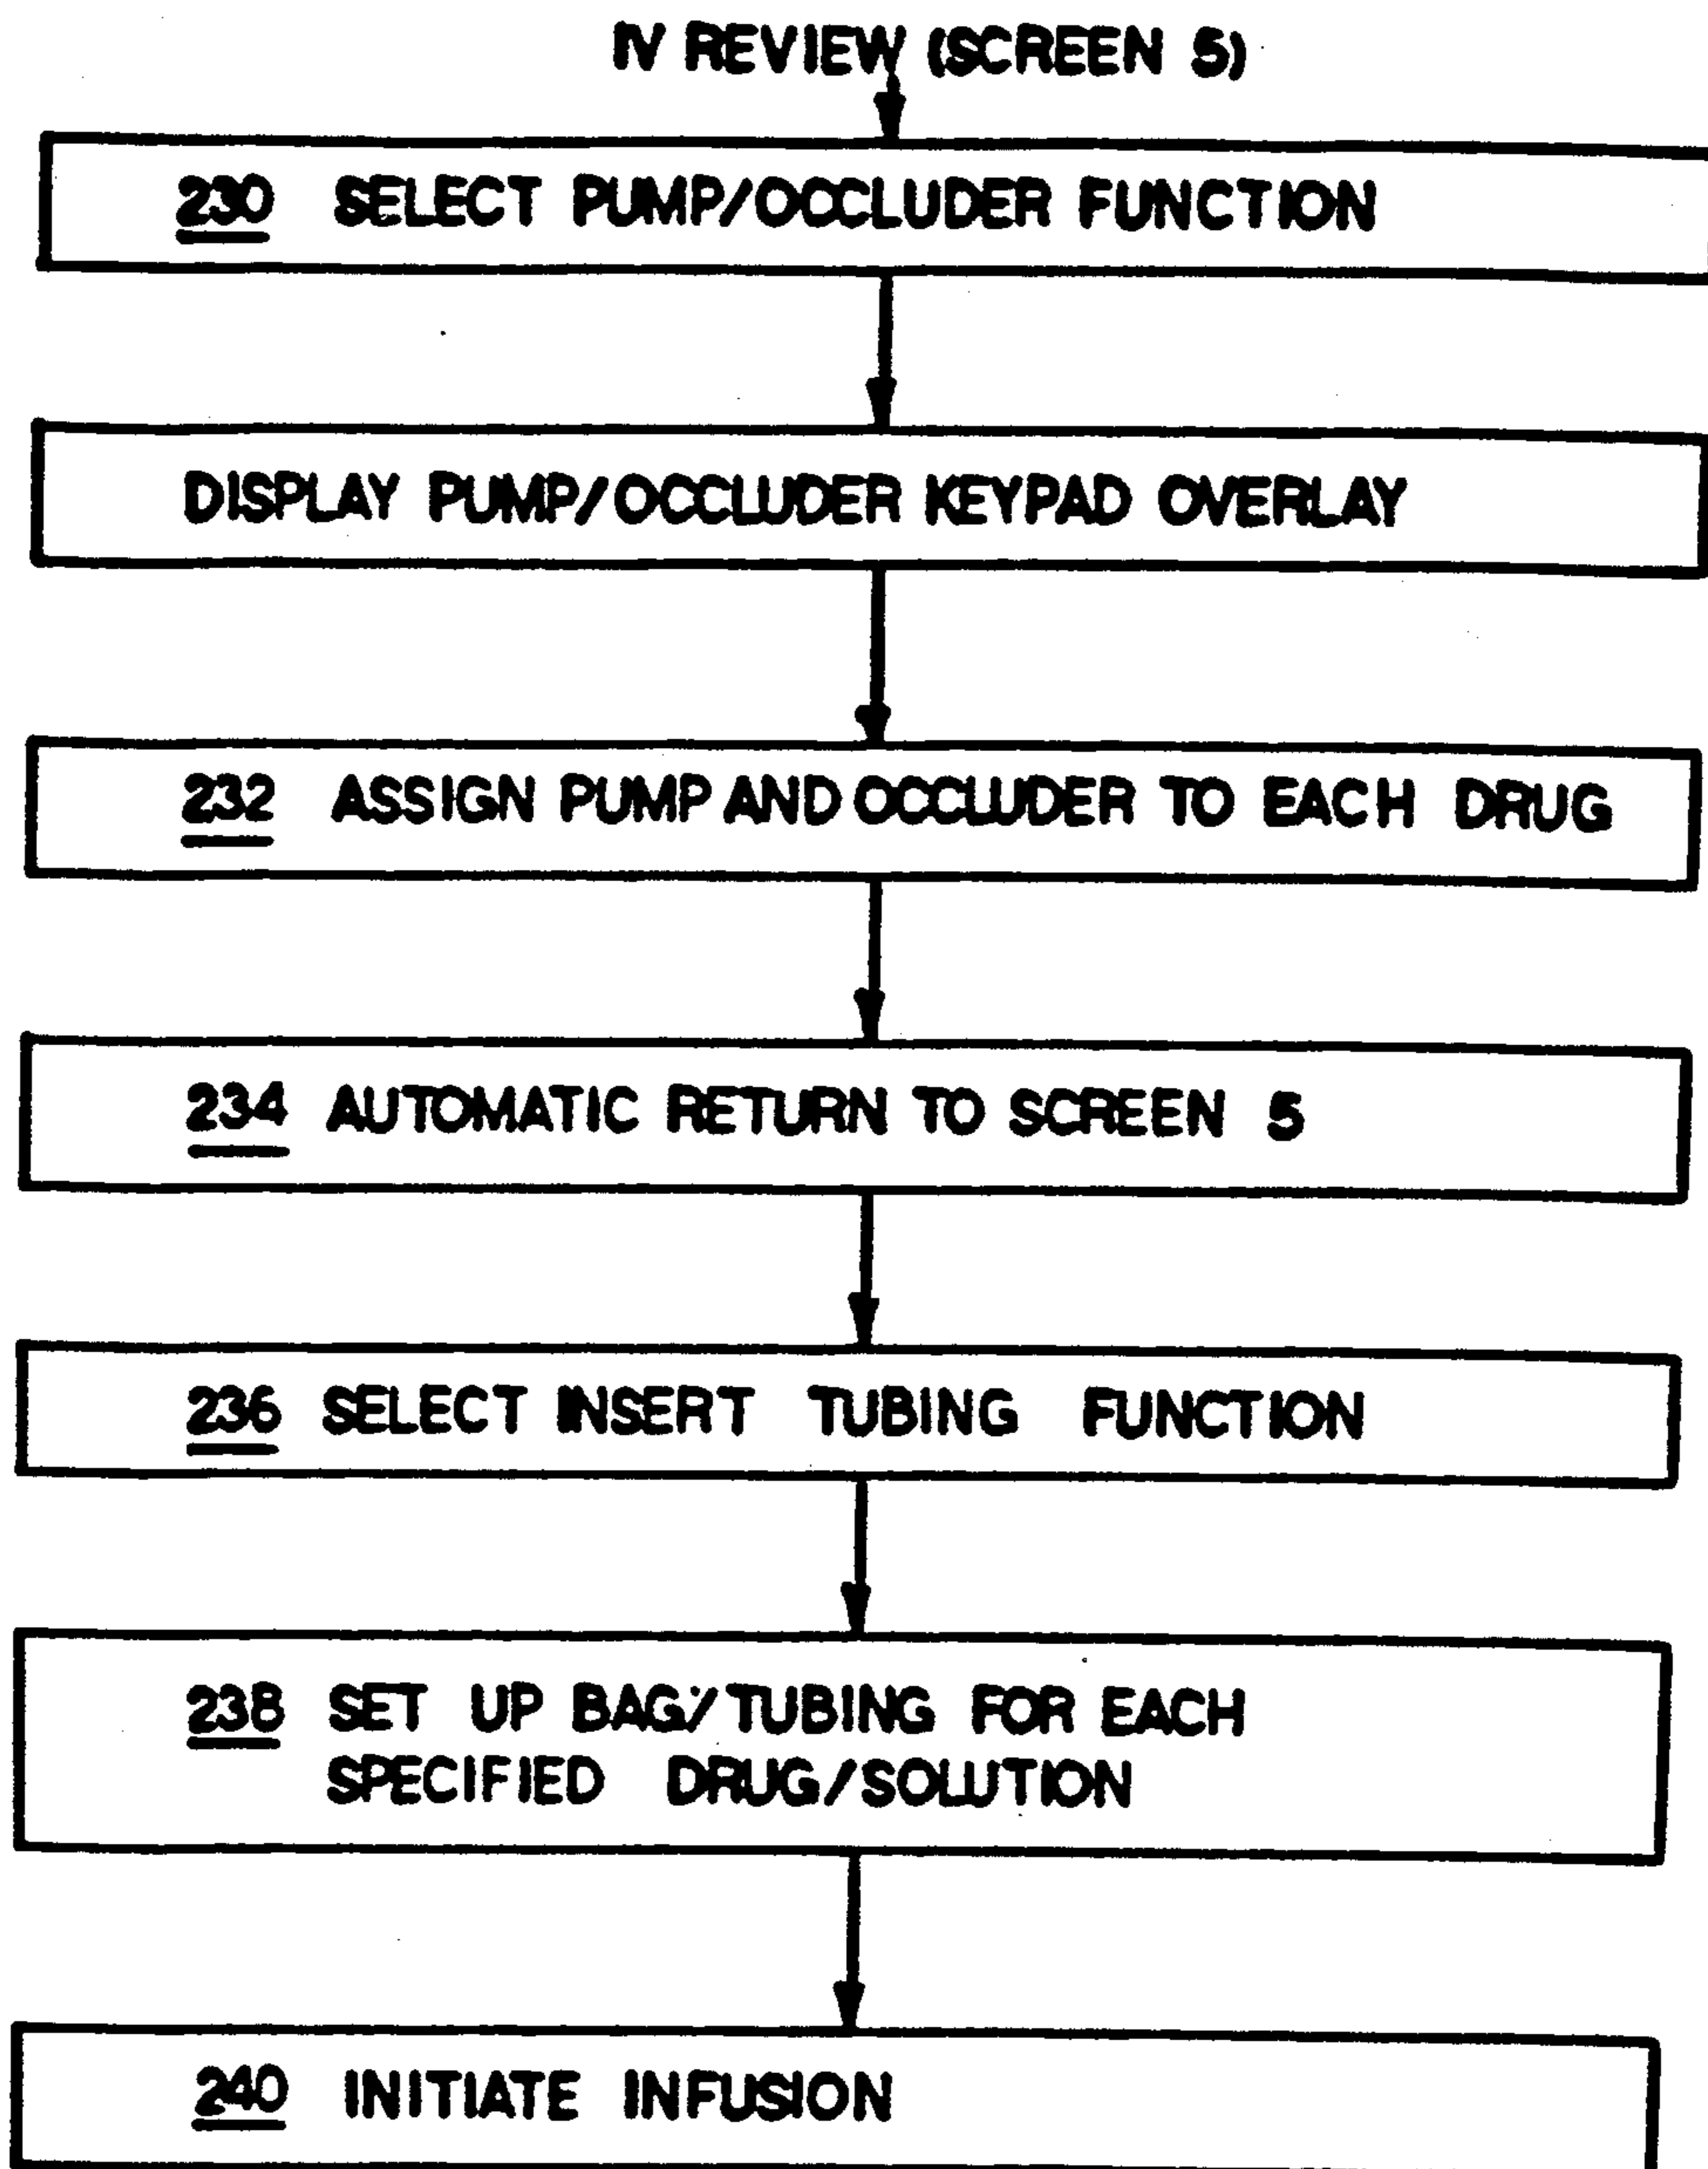 IV REVIEW (SCREEN 5)
230 SELECT PUMP/OCCLUDER FUNCTION
DISPLAY PUMP/OCCLUDER KEYPAD OVERLAY
232 ASSIGN PUMP AND OCCLUDER TO EACH DRUG
234 AUTOMATIC RETURN TO SCREEN 5
236 SELECT INSERT TUBING FUNCTION
238 SET UP BAG/TUBING FOR EACH
SPECIFIED DRUG/SOLUTION
240 INITIATE INFUSION